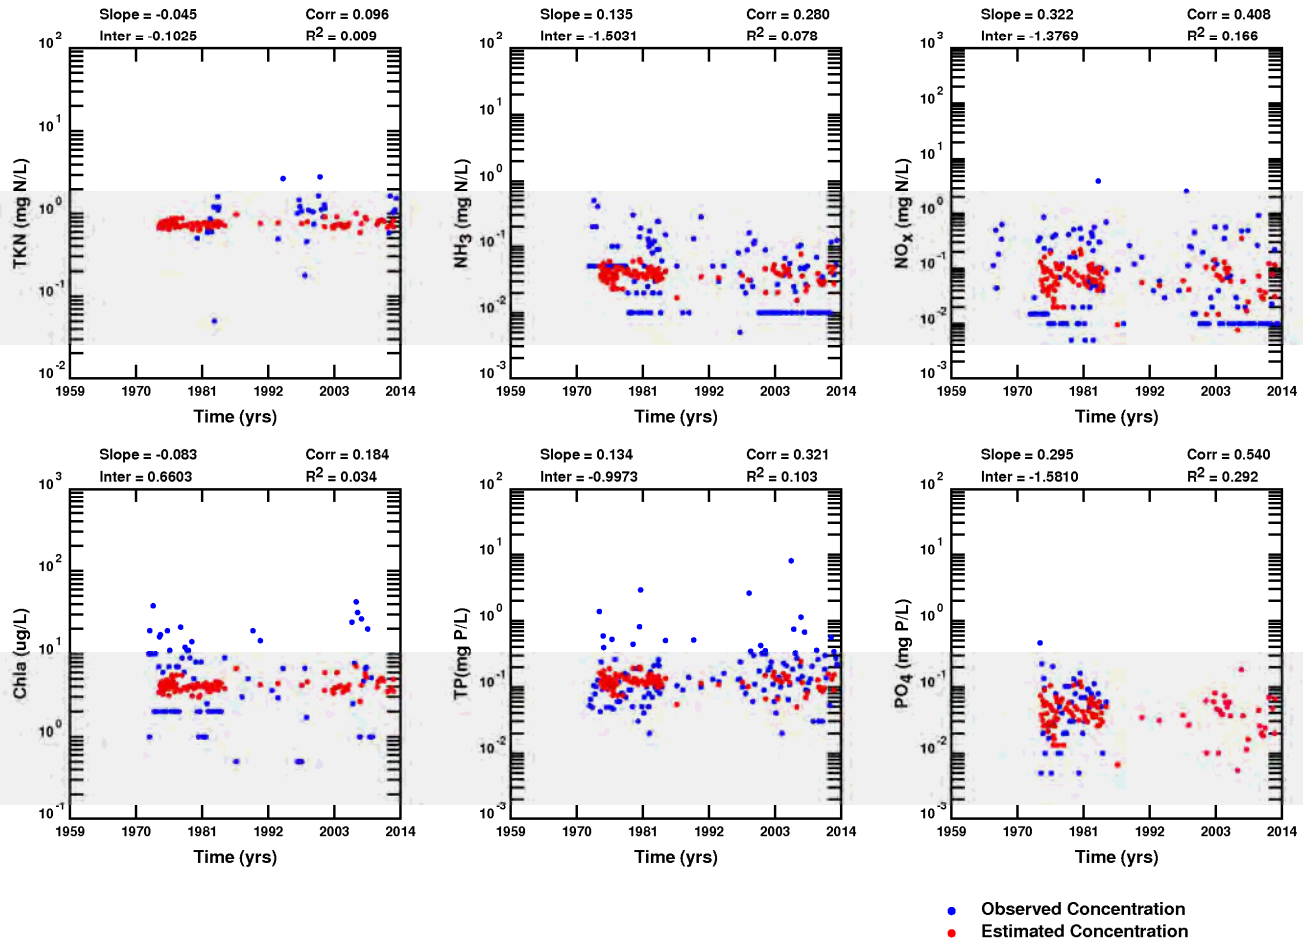 Slope = -0.045 Corr = 0.096
Inter = -0.1025 R2 = 0.009
10^2
10^1
10^0
10^-1
10^-2
TKN (mg N/L)
1959 1970 1981 1992 2003 2014
Time (yrs)
Slope = 0.135 Corr = 0.280
Inter = -1.5031 R2 = 0.078
10^2
10^1
10^0
10^-1
10^-2
10^-3
NH3 (mg N/L)
1959 1970 1981 1992 2003 2014
Time (yrs)
Slope = 0.322 Corr = 0.408
Inter = -1.3769 R2 = 0.166
10^3
10^2
10^1
10^0
10^-1
10^-2
10^-3
NOx (mg N/L)
1959 1970 1981 1992 2003 2014
Time (yrs)
Slope = -0.083 Corr = 0.184
Inter = 0.6603 R2 = 0.034
10^3
10^2
10^1
10^0
10^-1
Chla (ug/L)
1959 1970 1981 1992 2003 2014
Time (yrs)
Slope = 0.134 Corr = 0.321
Inter = -0.9973 R2 = 0.103
10^2
10^1
10^0
10^-1
10^-2
10^-3
TP(mg P/L)
1959 1970 1981 1992 2003 2014
Time (yrs)
Slope = 0.295 Corr = 0.540
Inter = -1.5810 R2 = 0.292
10^2
10^1
10^0
10^-1
10^-2
10^-3
PO4 (mg P/L)
1959 1970 1981 1992 2003 2014
Time (yrs)
Observed Concentration
Estimated Concentration